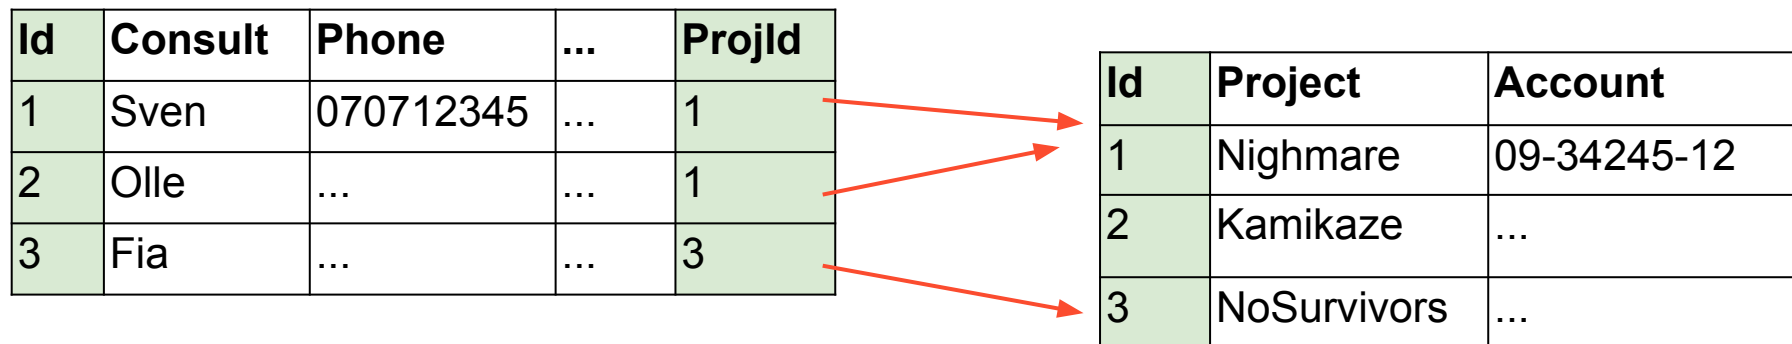 Id Consult Phone ... ProjId
1 Sven 070712345 ... 1
2 Olle ... ... 1
3 Fia ... ... 3
Id Project Account
1 Nighmare 09-34245-12
2 Kamikaze ...
3 NoSurvivors ...